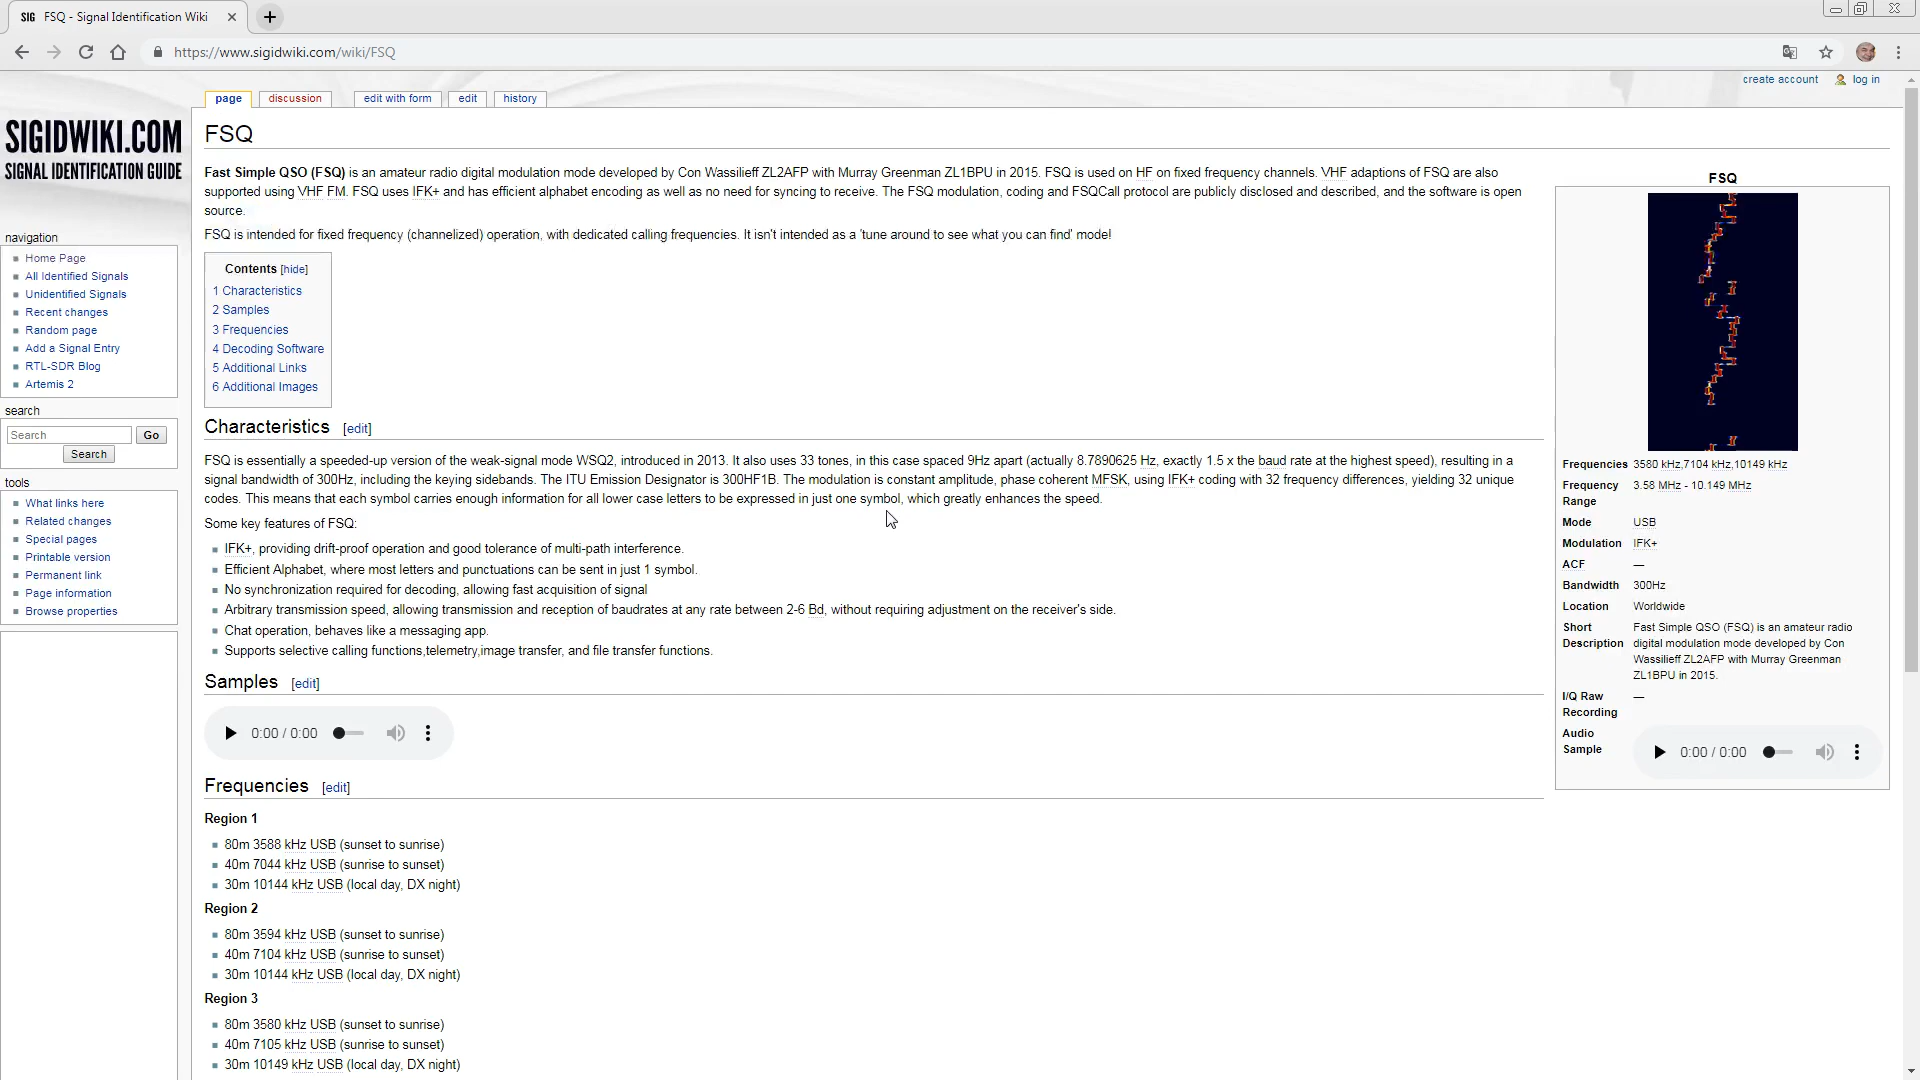 SIG FSQ - Signal Identification Wiki
https://www.sigidwiki.com/wiki/FSQ
create account log in
page discussion edit with form edit history
SIGIDWIKI.COM
SIGNAL IDENTIFICATION GUIDE
navigation
Home Page
All Identified Signals
Unidentified Signals
Recent changes
Random page
Add a Signal Entry
RTL-SDR Blog
Artemis 2
search
Search Go
Search
tools
What links here
Related changes
Special pages
Printable version
Permanent link
Page information
Browse properties
FSQ
Fast Simple QSO (FSQ) is an amateur radio digital modulation mode developed by Con Wassilieff ZL2AFP with Murray Greenman ZL1BPU in 2015. FSQ is used on HF on fixed frequency channels. VHF adaptions of FSQ are also
supported using VHF FM. FSQ uses IFK+ and has efficient alphabet encoding as well as no need for syncing to receive. The FSQ modulation, coding and FSQCall protocol are publicly disclosed and described, and the software is open
source.
FSQ is intended for fixed frequency (channelized) operation, with dedicated calling frequencies. It isn't intended as a 'tune around to see what you can find' mode!
Contents [hide]
1 Characteristics
2 Samples
3 Frequencies
4 Decoding Software
5 Additional Links
6 Additional Images
Characteristics [edit]
FSQ is essentially a speeded-up version of the weak-signal mode WSQ2, introduced in 2013. It also uses 33 tones, in this case spaced 9Hz apart (actually 8.7890625 Hz, exactly 1.5 x the baud rate at the highest speed), resulting in a
signal bandwidth of 300Hz, including the keying sidebands. The ITU Emission Designator is 300HF1B. The modulation is constant amplitude, phase coherent MFSK, using IFK+ coding with 32 frequency differences, yielding 32 unique
codes. This means that each symbol carries enough information for all lower case letters to be expressed in just one symbol, which greatly enhances the speed.
Some key features of FSQ:
IFK+, providing drift-proof operation and good tolerance of multi-path interference.
Efficient Alphabet, where most letters and punctuations can be sent in just 1 symbol.
No synchronization required for decoding, allowing fast acquisition of signal
Arbitrary transmission speed, allowing transmission and reception of baudrates at any rate between 2-6 Bd, without requiring adjustment on the receiver's side.
Chat operation, behaves like a messaging app.
Supports selective calling functions,telemetry,image transfer, and file transfer functions.
Samples [edit]
0:00 / 0:00
Frequencies [edit]
Region 1
80m 3588 kHz USB (sunset to sunrise)
40m 7044 kHz USB (sunrise to sunset)
30m 10144 kHz USB (local day, DX night)
Region 2
80m 3594 kHz USB (sunset to sunrise)
40m 7104 kHz USB (sunrise to sunset)
30m 10144 kHz USB (local day, DX night)
Region 3
80m 3580 kHz USB (sunset to sunrise)
40m 7105 kHz USB (sunrise to sunset)
30m 10149 kHz USB (local day, DX night)
FSQ
Frequencies 3580 kHz,7104 kHz,10149 kHz
Frequency 3.58 MHz - 10.149 MHz
Range
Mode USB
Modulation IFK+
ACF —
Bandwidth 300Hz
Location Worldwide
Short Fast Simple QSO (FSQ) is an amateur radio
Description digital modulation mode developed by Con
Wassilieff ZL2AFP with Murray Greenman
ZL1BPU in 2015.
I/Q Raw —
Recording
Audio
Sample 0:00 / 0:00